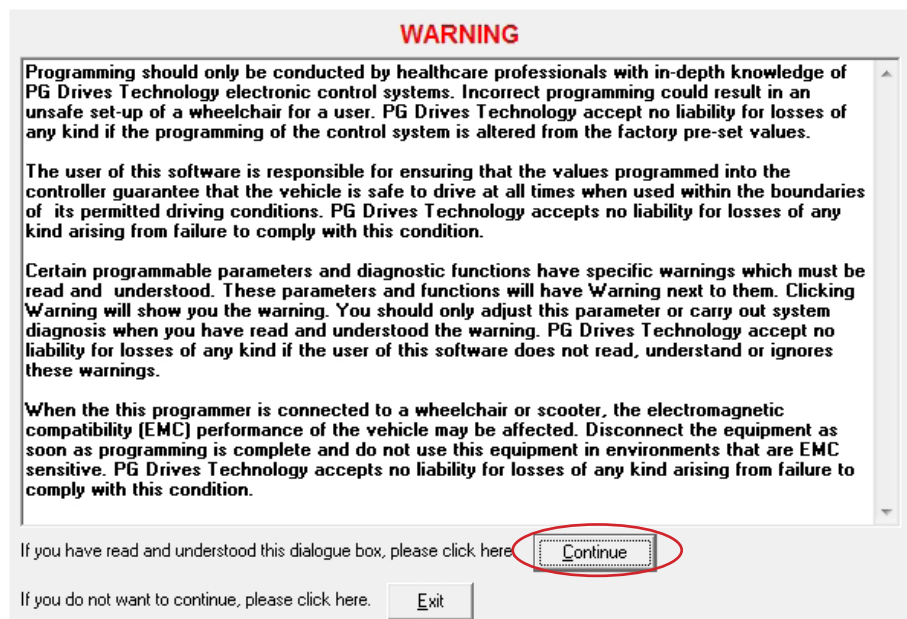 WARNING
Programming should only be conducted by healthcare professionals with in-depth knowledge of
PG Drives Technology electronic control systems. Incorrect programming could result in an
unsafe set-up of a wheelchair for a user. PG Drives Technology accept no liability for losses of
any kind if the programming of the control system is altered from the factory pre-set values.
The user of this software is responsible for ensuring that the values programmed into the
controller guarantee that the vehicle is safe to drive at all times when used within the boundaries
of its permitted driving conditions. PG Drives Technology accepts no liability for losses of any
kind arising from failure to comply with this condition.
Certain programmable parameters and diagnostic functions have specific warnings which must be
read and understood. These parameters and functions will have Warning next to them. Clicking
Warning will show you the warning. You should only adjust this parameter or carry out system
diagnosis when you have read and understood the warning. PG Drives Technology accept no
liability for losses of any kind if the user of this software does not read, understand or ignores
these warnings.
When the this programmer is connected to a wheelchair or scooter, the electromagnetic
compatibility (EMC) performance of the vehicle may be affected. Disconnect the equipment as
soon as programming is complete and do not use this equipment in environments that are EMC
sensitive. PG Drives Technology accepts no liability for losses of any kind arising from failure to
comply with this condition.
If you have read and understood this dialogue box, please click here Continue
If you do not want to continue, please click here. Exit